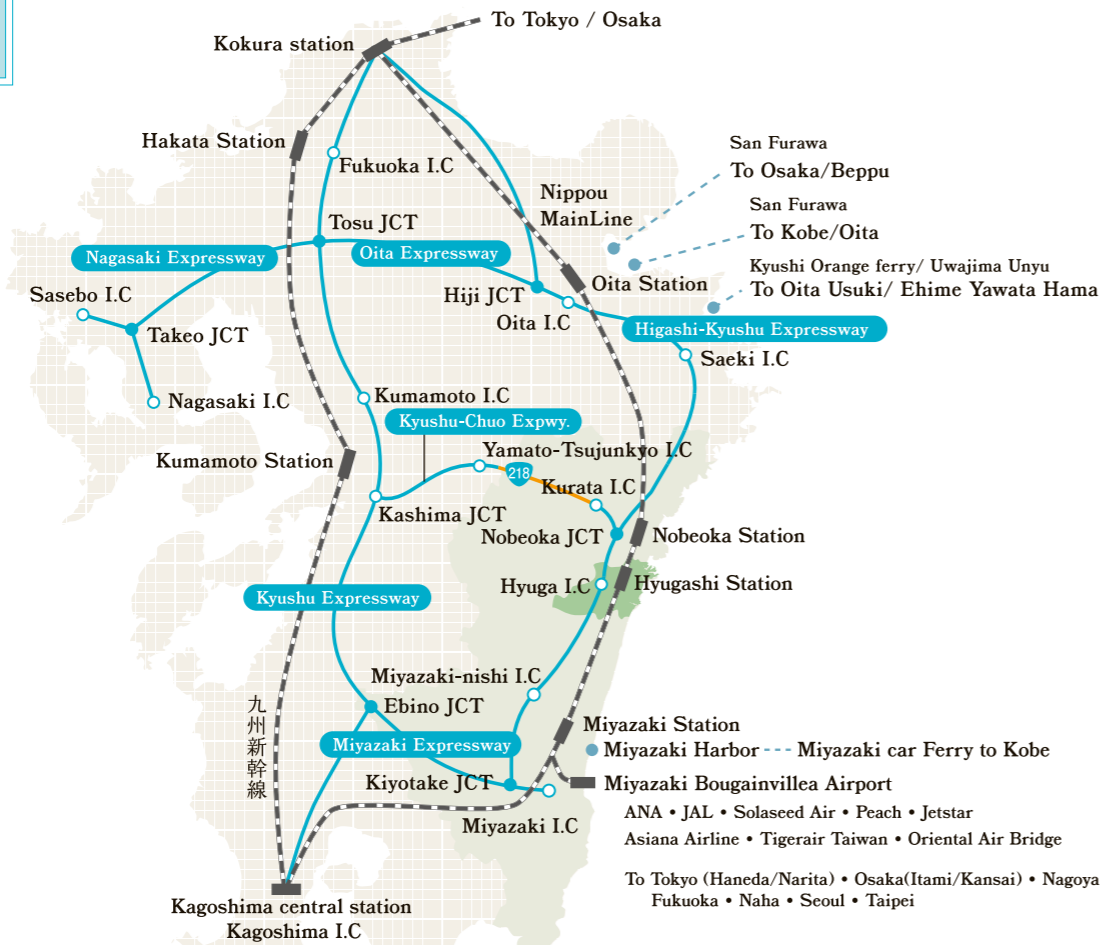 To Tokyo / Osaka
Kokura station
Hakata Station
Fukuoka I.C
San Furawa
To Osaka/Beppu
Nippou
MainLine
San Furawa
To Kobe/Oita
Tosu JCT
Nagasaki Expressway
Oita Expressway
Kyushi Orange ferry/ Uwajima Unyu
To Oita Usuki/ Ehime Yawata Hama
Oita Station
Sasebo I.C
Hiji JCT
Oita I.C
Higashi-Kyushu Expressway
Takeo JCT
Saeki I.C
Nagasaki I.C
Kumamoto I.C
Kyushu-Chuo Expwy.
Yamato-Tsujunkyo I.C
Kumamoto Station
218
Kurata I.C
Kashima JCT
Nobeoka JCT
Nobeoka Station
Hyuga I.C
Hyugashi Station
Kyushu Expressway
Miyazaki-nishi I.C
Ebino JCT
九州新幹線
Miyazaki Station
Miyazaki Expressway
Miyazaki Harbor
Miyazaki car Ferry to Kobe
Kiyotake JCT
Miyazaki Bougainvillea Airport
Miyazaki I.C
ANA • JAL • Solaseed Air • Peach • Jetstar
Asiana Airline • Tigerair Taiwan • Oriental Air Bridge
To Tokyo (Haneda/Narita) • Osaka(Itami/Kansai) • Nagoya
Fukuoka • Naha • Seoul • Taipei
Kagoshima central station
Kagoshima I.C